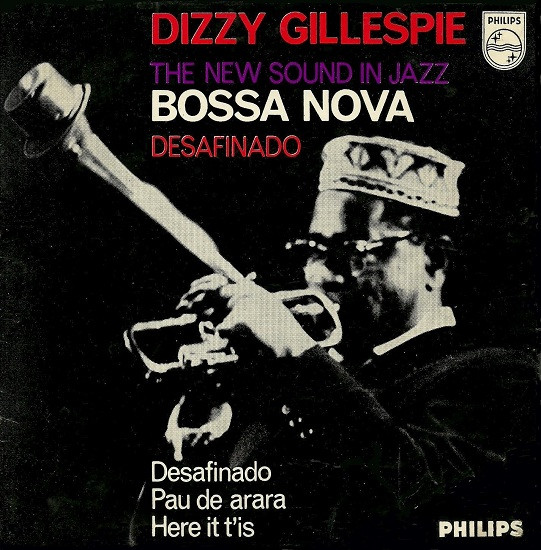 DIZZY GILLESPIE
PHILIPS
THE NEW SOUND IN JAZZ
BOSSA NOVA
DESAFINADO
Desafinado
Pau de arara
Here it t'is
PHILIPS